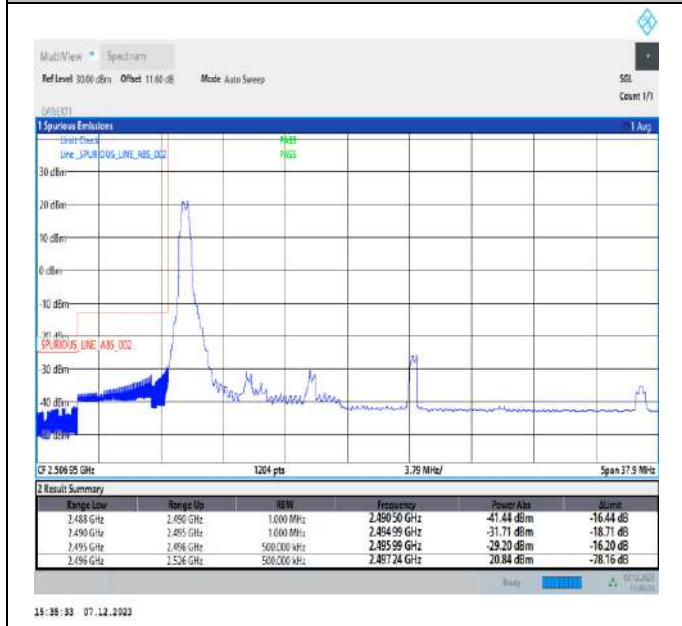 MultiView Spectrum
Ref Level 30.00 dBm Offset 11.60 dB Mode Auto Sweep SGL
Count 1/1
1 Spurious Emissions 1 Avg
Limit Check PASS
Line _SPURIOUS_LINE_ABS_002 PASS
30 dBm
20 dBm
10 dBm
0 dBm
-10 dBm
-20 dBm
SPURIOUS_LINE_ABS_002
-30 dBm
-40 dBm
-50 dBm
CF 2.50695 GHz 1204 pts 3.79 MHz/ Span 37.9 MHz
2 Result Summary
Range Low Range Up RBW Frequency Power Abs ΔLimit
2.488 GHz 2.490 GHz 1.000 MHz 2.49050 GHz -41.44 dBm -16.44 dB
2.490 GHz 2.495 GHz 1.000 MHz 2.49499 GHz -31.71 dBm -18.71 dB
2.495 GHz 2.496 GHz 500.000 kHz 2.49599 GHz -29.20 dBm -16.20 dB
2.496 GHz 2.526 GHz 500.000 kHz 2.49724 GHz 20.84 dBm -78.16 dB
Ready
15:35:33 07.12.2023